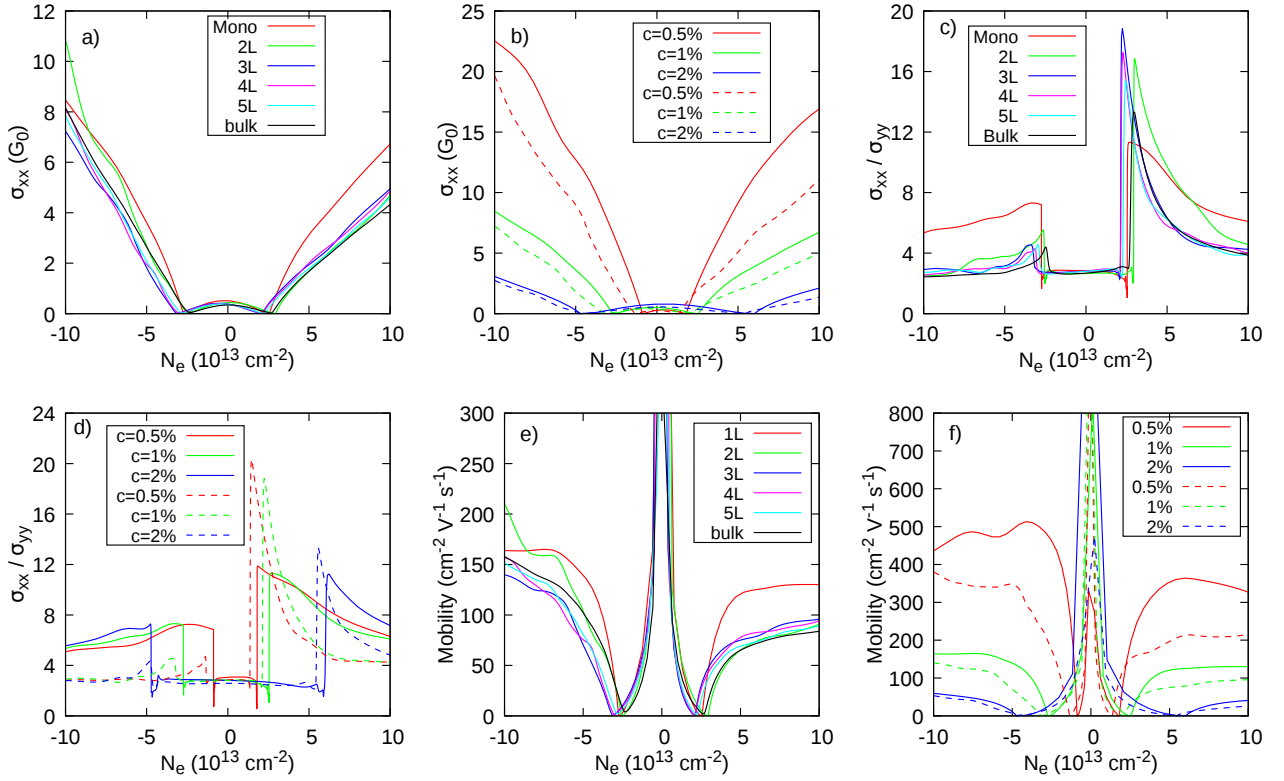 a)
Mono
2L
3L
4L
5L
bulk
σxx (G0)
12
10
8
6
4
2
0
-10 -5 0 5 10
Ne (10^13 cm^-2)
b)
c=0.5%
c=1%
c=2%
c=0.5%
c=1%
c=2%
σxx (G0)
25
20
15
10
5
0
-10 -5 0 5 10
Ne (10^13 cm^-2)
c)
Mono
2L
3L
4L
5L
Bulk
σxx / σyy
20
16
12
8
4
0
-10 -5 0 5 10
Ne (10^13 cm^-2)
d)
c=0.5%
c=1%
c=2%
c=0.5%
c=1%
c=2%
σxx / σyy
24
20
16
12
8
4
0
-10 -5 0 5 10
Ne (10^13 cm^-2)
e)
1L
2L
3L
4L
5L
bulk
Mobility (cm^-2 V^-1 s^-1)
300
250
200
150
100
50
0
-10 -5 0 5 10
Ne (10^13 cm^-2)
f)
0.5%
1%
2%
0.5%
1%
2%
Mobility (cm^-2 V^-1 s^-1)
800
700
600
500
400
300
200
100
0
-10 -5 0 5 10
Ne (10^13 cm^-2)